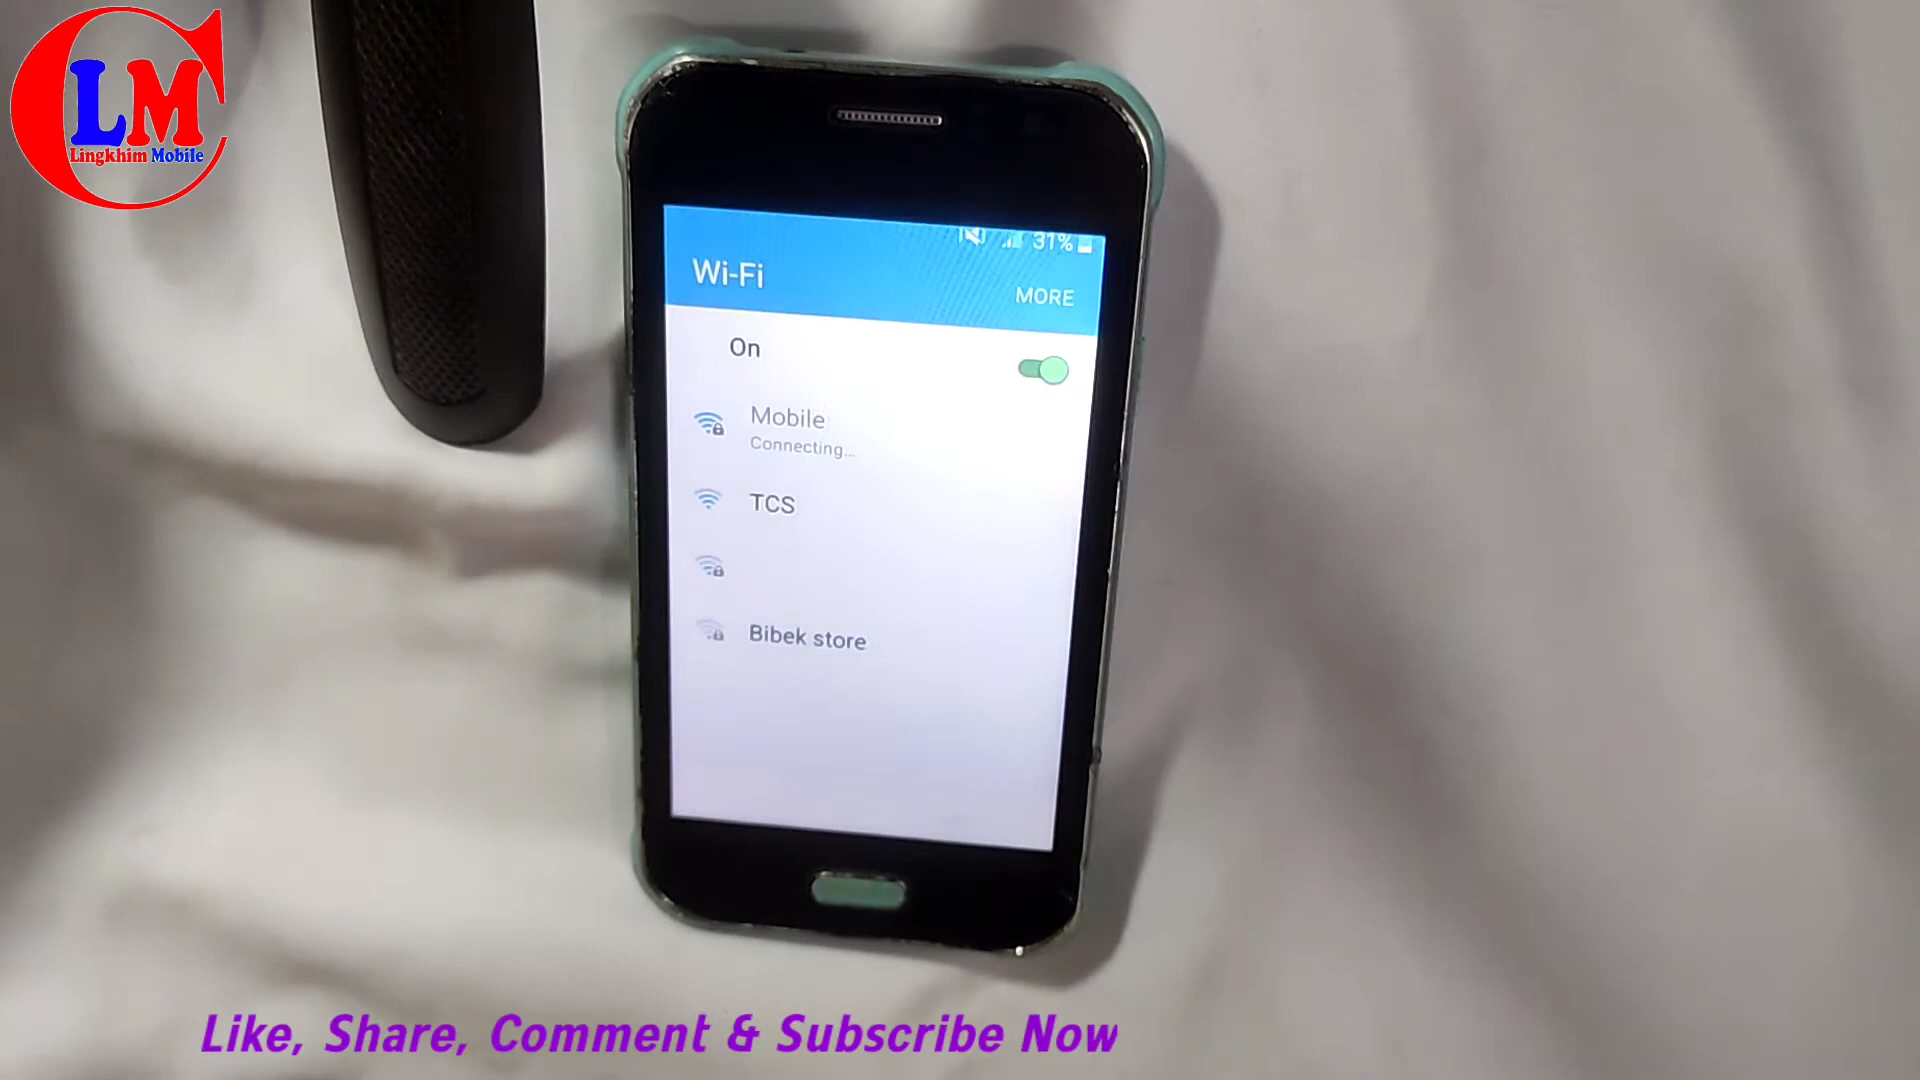 LM
Lingkhim Mobile
31%
Wi-Fi
MORE
On
Mobile
Connecting...
TCS
Bibek store
Like, Share, Comment & Subscribe Now